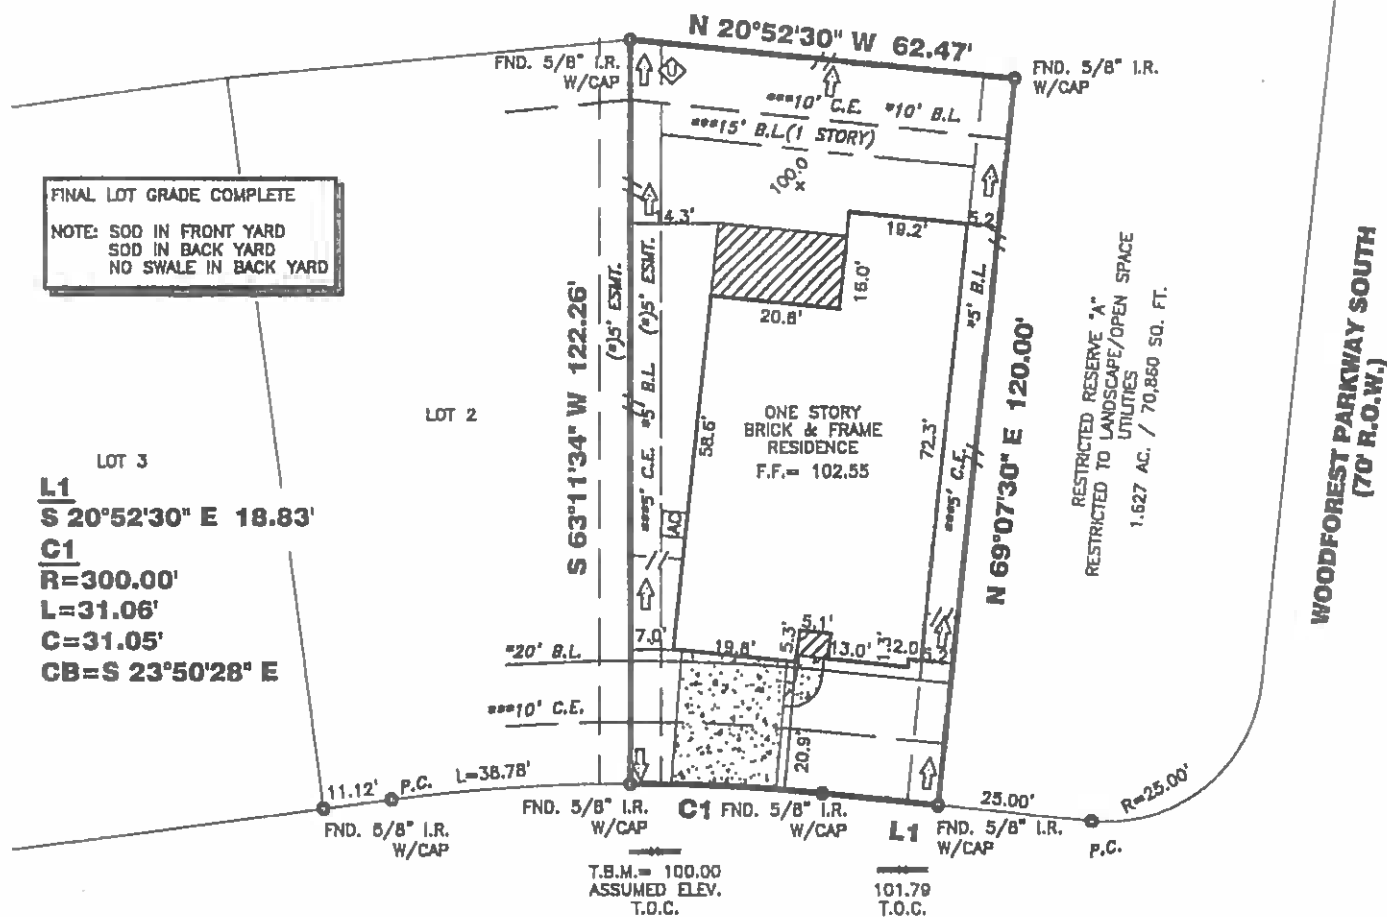 N 20°52'30" W 62.47'
FND. 5/8" I.R.
W/CAP
U
FND. 5/8" I.R.
W/CAP
***10' C.E. *10' B.L.
***15' B.L.(1 STORY)
100.0
x
FINAL LOT GRADE COMPLETE
NOTE: SOD IN FRONT YARD
SOD IN BACK YARD
NO SWALE IN BACK YARD
4.3'
19.2'
5.2'
16.0'
20.8'
(*)5' ESMT.
(*)5' ESMT.
*5' B.L.
S 63°11'34" W 122.26'
*5' B.L.
***5' C.E.
58.6'
ONE STORY
BRICK & FRAME
RESIDENCE
F.F.= 102.55
72.3'
***5' C.E.
N 69°07'30" E 120.00'
RESTRICTED RESERVE "A"
RESTRICTED TO LANDSCAPE/OPEN SPACE
UTILITIES
1.627 AC. / 70,860 SQ. FT.
WOODFOREST PARKWAY SOUTH
(70' R.O.W.)
LOT 2
LOT 3
L1
S 20°52'30" E 18.83'
C1
R=300.00'
L=31.06'
C=31.05'
CB=S 23°50'28" E
AC
7.0'
19.8'
5.3'
5.1'
13.0'
1.3'
2.0'
5.2'
*20' B.L.
***10' C.E.
20.9'
11.12'
P.C.
L=38.78'
FND. 5/8" I.R.
W/CAP
FND. 5/8" I.R.
W/CAP
C1
FND. 5/8" I.R.
W/CAP
L1
FND. 5/8" I.R.
W/CAP
25.00'
P.C.
R=25.00'
T.B.M.= 100.00
ASSUMED ELEV.
T.O.C.
101.79
T.O.C.